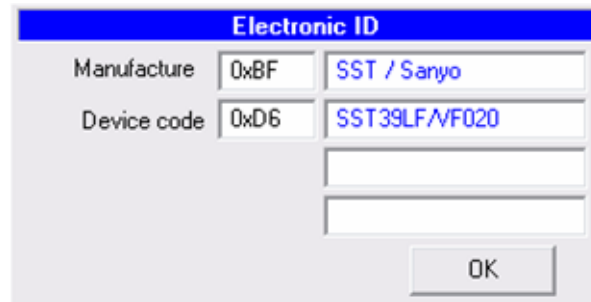 Electronic ID
Manufacture 0xBF SST / Sanyo
Device code 0xD6 SST39LF/VF020
OK